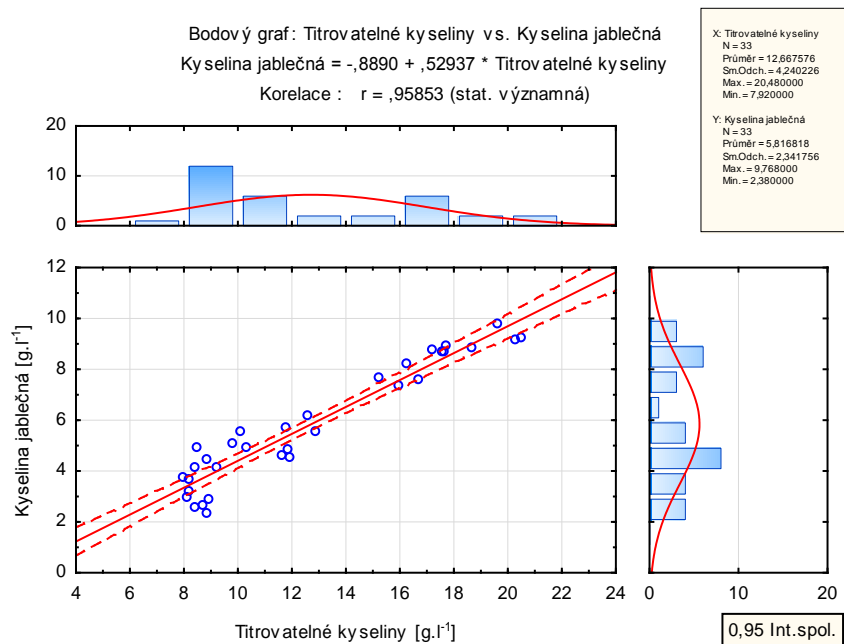 Bodový graf: Titrovatelné kyseliny vs. Kyselina jablečná
Kyselina jablečná = -,8890 + ,52937 * Titrovatelné kyseliny
Korelace : r = ,95853 (stat. významná)
X: Titrovatelné kyseliny
N = 33
Průměr = 12,667576
Sm.Odch. = 4,240226
Max. = 20,480000
Min. = 7,920000
Y: Kyselina jablečná
N = 33
Průměr = 5,816818
Sm.Odch. = 2,341756
Max. = 9,768000
Min. = 2,380000
20
10
0
12
10
8
6
4
2
0
Kyselina jablečná [g.l-1]
4 6 8 10 12 14 16 18 20 22 24
Titrovatelné kyseliny [g.l-1]
0 10 20
0,95 Int.spol.